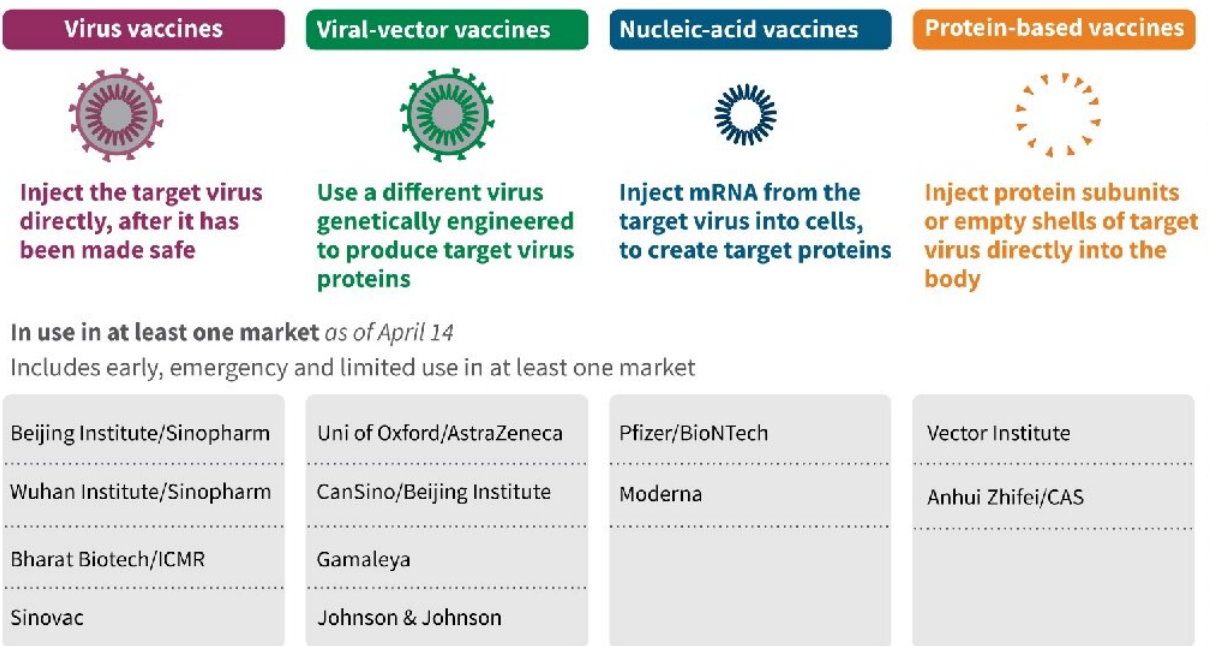 Virus vaccines
Viral-vector vaccines
Nucleic-acid vaccines
Protein-based vaccines
Inject the target virus
directly, after it has
been made safe
Use a different virus
genetically engineered
to produce target virus
proteins
Inject mRNA from the
target virus into cells,
to create target proteins
Inject protein subunits
or empty shells of target
virus directly into the
body
In use in at least one market as of April 14
Includes early, emergency and limited use in at least one market
Beijing Institute/Sinopharm
Wuhan Institute/Sinopharm
Bharat Biotech/ICMR
Sinovac
Uni of Oxford/AstraZeneca
CanSino/Beijing Institute
Gamaleya
Johnson & Johnson
Pfizer/BioNTech
Moderna
Vector Institute
Anhui Zhifei/CAS